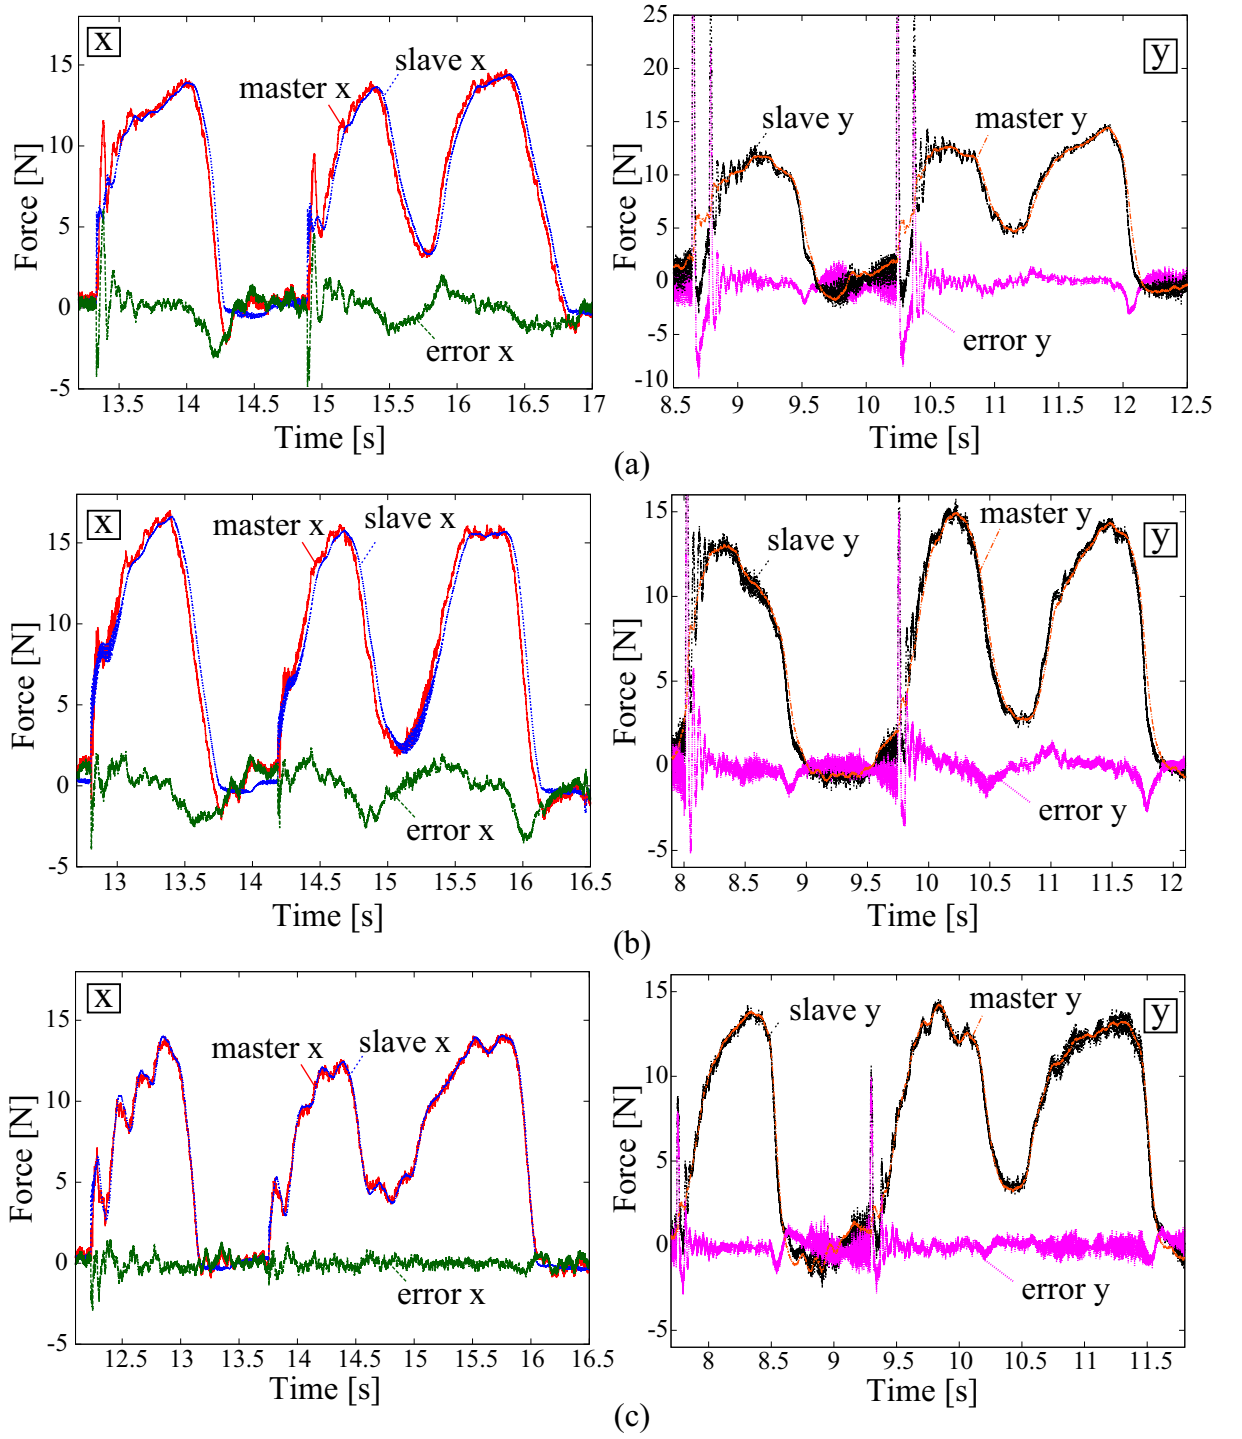 x
slave x
master x
error x
Force [N]
15
10
5
0
-5
13.5 14 14.5 15 15.5 16 16.5 17
Time [s]
y
slave y
master y
error y
Force [N]
25
20
15
10
5
0
-5
-10
8.5 9 9.5 10 10.5 11 11.5 12 12.5
Time [s]
(a)
x
master x
slave x
error x
Force [N]
15
10
5
0
-5
13 13.5 14 14.5 15 15.5 16 16.5
Time [s]
y
master y
slave y
error y
Force [N]
15
10
5
0
-5
8 8.5 9 9.5 10 10.5 11 11.5 12
Time [s]
(b)
x
master x
slave x
error x
Force [N]
15
10
5
0
-5
12.5 13 13.5 14 14.5 15 15.5 16 16.5
Time [s]
y
slave y
master y
error y
Force [N]
15
10
5
0
-5
8 8.5 9 9.5 10 10.5 11 11.5
Time [s]
(c)